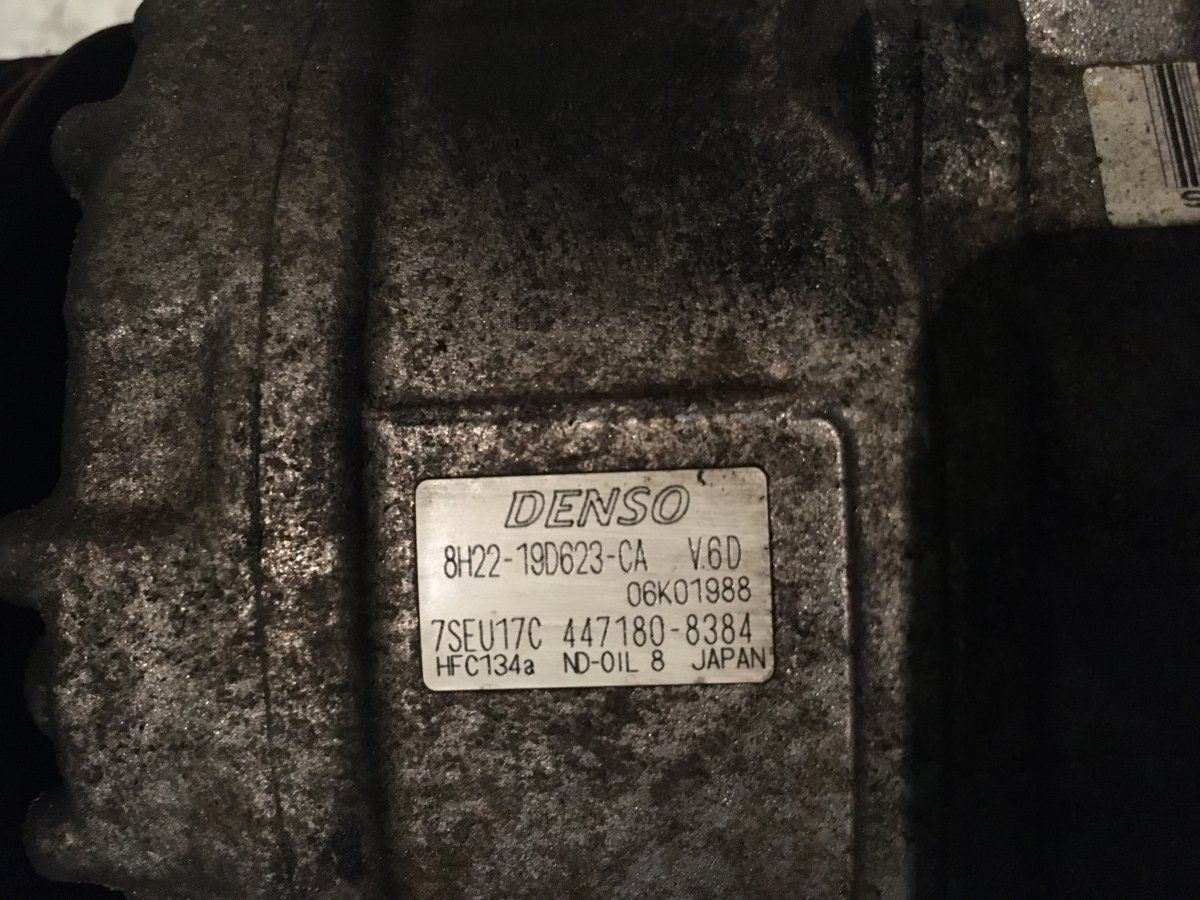 S
DENSO
8H22-19D623-CA V.6D
06K01988
7SEU17C 447180-8384
HFC134a ND-OIL 8 JAPAN